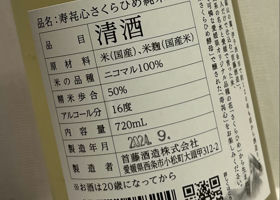 品名:寿㐂心さくらひめ純米
品目 清酒
原材料 米(国産)、米麹(国産米)
米の品種 ニコマル100%
精米歩合 50%
アルコール分 16度
内容量 720mL
製造年月 2024. 9.
製造者 首藤酒造株式会社
愛媛県西条市小松町大頭甲312-2
※お酒は20歳になってから